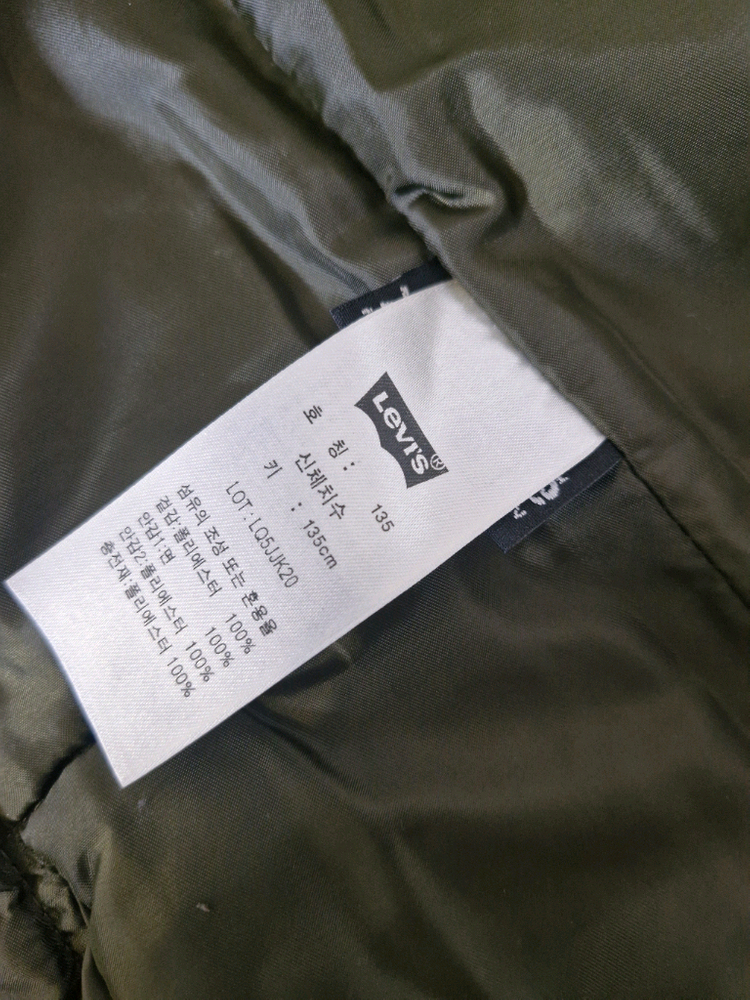 Levi's®
호 칭 : 135
신체치수
키 : 135cm
LOT : LQ5JJK20
섬유의 조성 또는 혼용율
겉감:폴리에스터 100%
안감1:면 100%
안감2:폴리에스터 100%
충전재:폴리에스터 100%